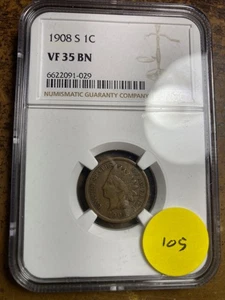 1908 S 1C
VF 35 BN
6622091-029
NUMISMATIC GUARANTY COMPANY
105